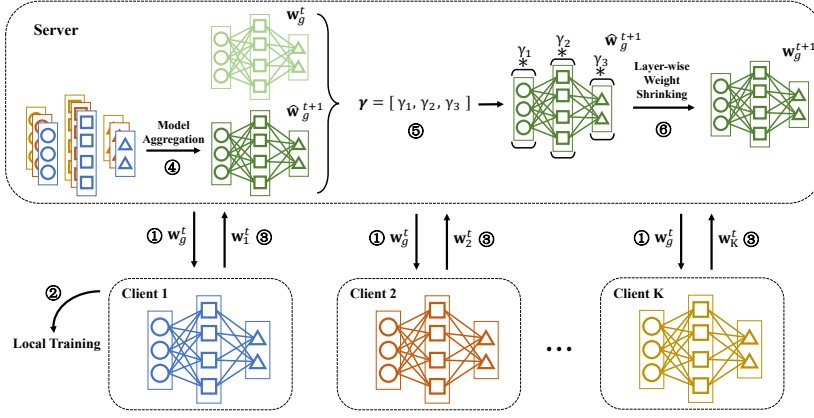 Server
w_g^t
ŵ_g^{t+1}
Model
Aggregation
④
γ = [ γ₁, γ₂, γ₃ ]
⑤
γ₁
*
γ₂
*
γ₃
*
ŵ_g^{t+1}
Layer-wise
Weight
Shrinking
⑥
w_g^{t+1}
① w_g^t
w_1^t ③
① w_g^t
w_2^t ③
① w_g^t
w_K^t ③
②
Local Training
Client 1
Client 2
...
Client K